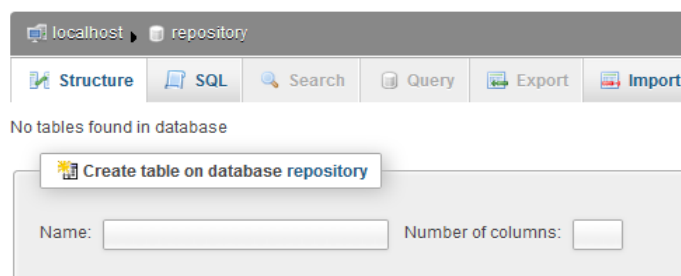 localhost repository
Structure SQL Search Query Export Import
No tables found in database
Create table on database repository
Name: Number of columns: